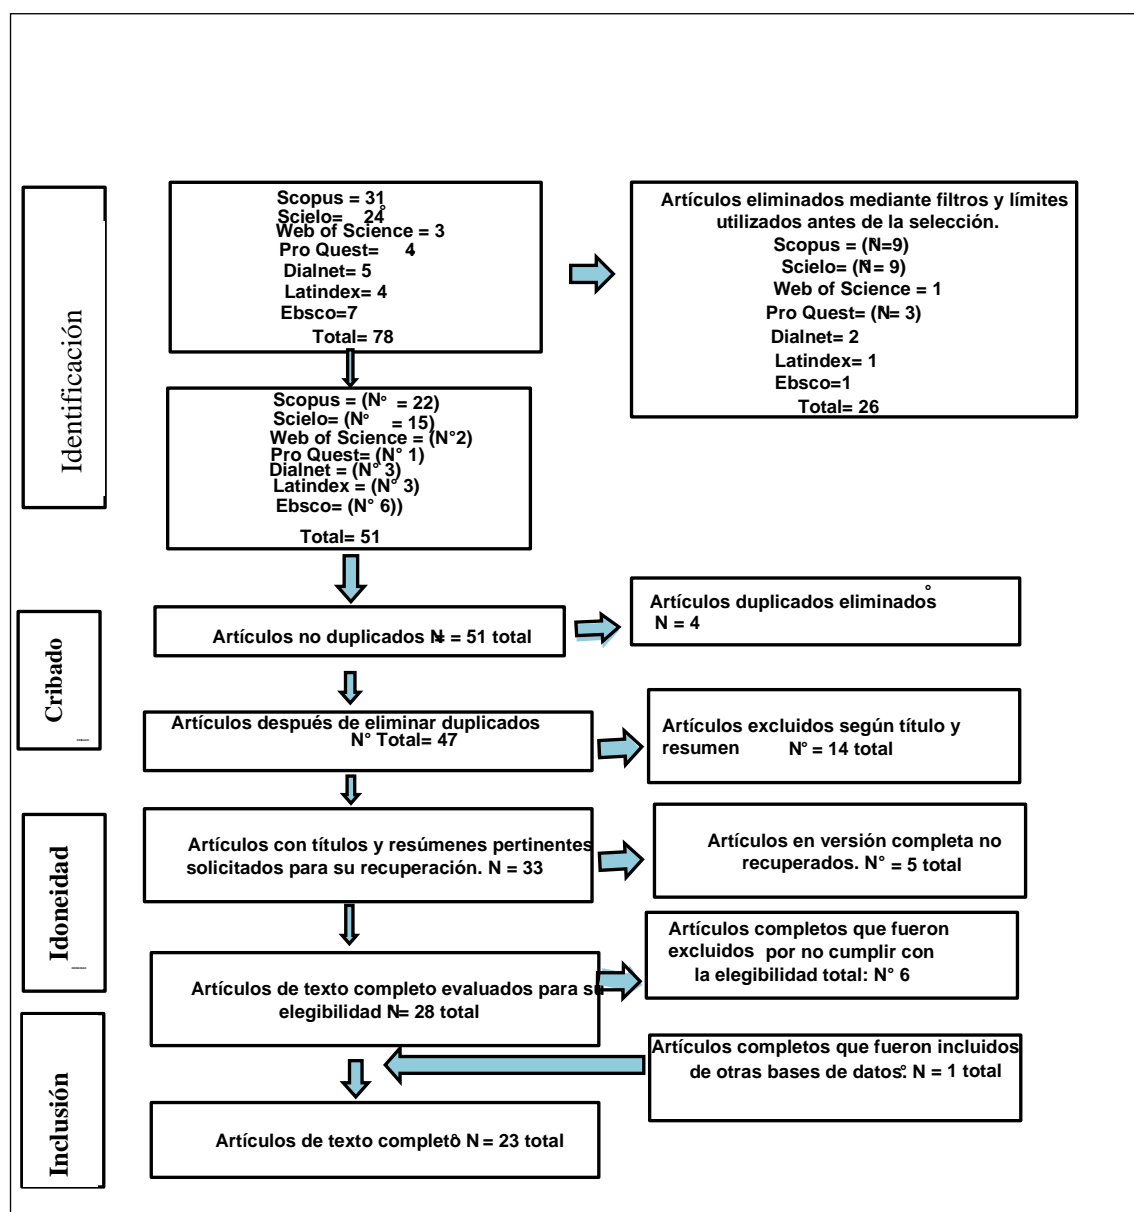 Identificación
Scopus = 31
Scielo= 24°
Web of Science = 3
Pro Quest= 4
Dialnet= 5
Latindex= 4
Ebsco=7
Total= 78
Artículos eliminados mediante filtros y límites
utilizados antes de la selección.
Scopus = (N°=9)
Scielo= (N°= 9)
Web of Science = 1
Pro Quest= (N°= 3)
Dialnet= 2
Latindex= 1
Ebsco=1
Total= 26
Scopus = (N° = 22)
Scielo= (N° = 15)
Web of Science = (N°2)
Pro Quest= (N° 1)
Dialnet = (N° 3)
Latindex = (N° 3)
Ebsco= (N° 6))
Total= 51
Cribado
Artículos no duplicados N° = 51 total
Artículos duplicados eliminados °
N = 4
Artículos después de eliminar duplicados
N° Total= 47
Artículos excluidos según título y
resumen N° = 14 total
Idoneidad
Artículos con títulos y resúmenes pertinentes
solicitados para su recuperación. N = 33
Artículos en versión completa no
recuperados. N° = 5 total
Artículos de texto completo evaluados para su
elegibilidad N°= 28 total
Artículos completos que fueron
excluidos por no cumplir con
la elegibilidad total: N° 6
Inclusión
Artículos completos que fueron incluidos
de otras bases de datos: N° = 1 total
Artículos de texto completo N° = 23 total